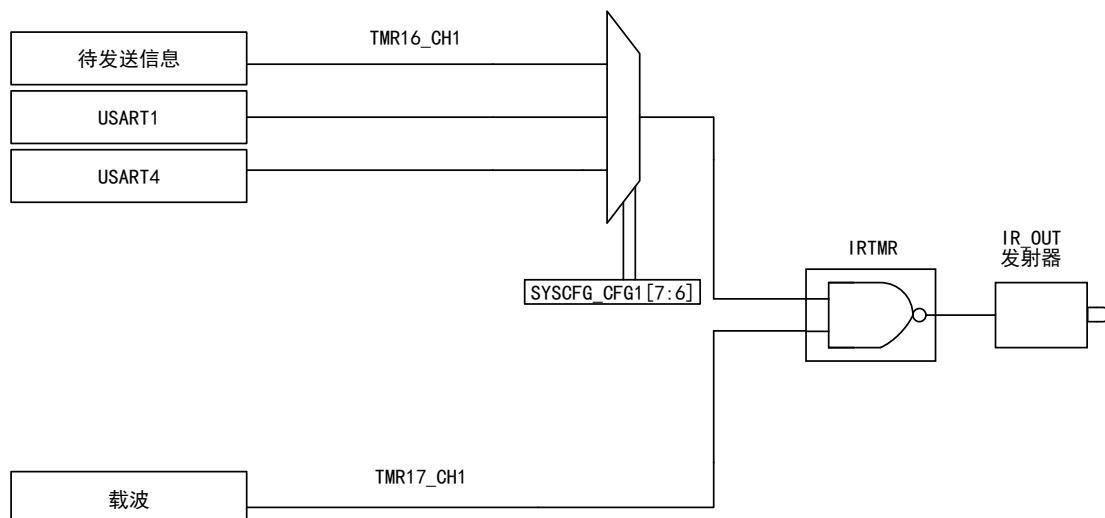 待发送信息
TMR16_CH1
USART1
USART4
SYSCFG_CFG1[7:6]
IRTMR
IR_OUT
发射器
载波
TMR17_CH1